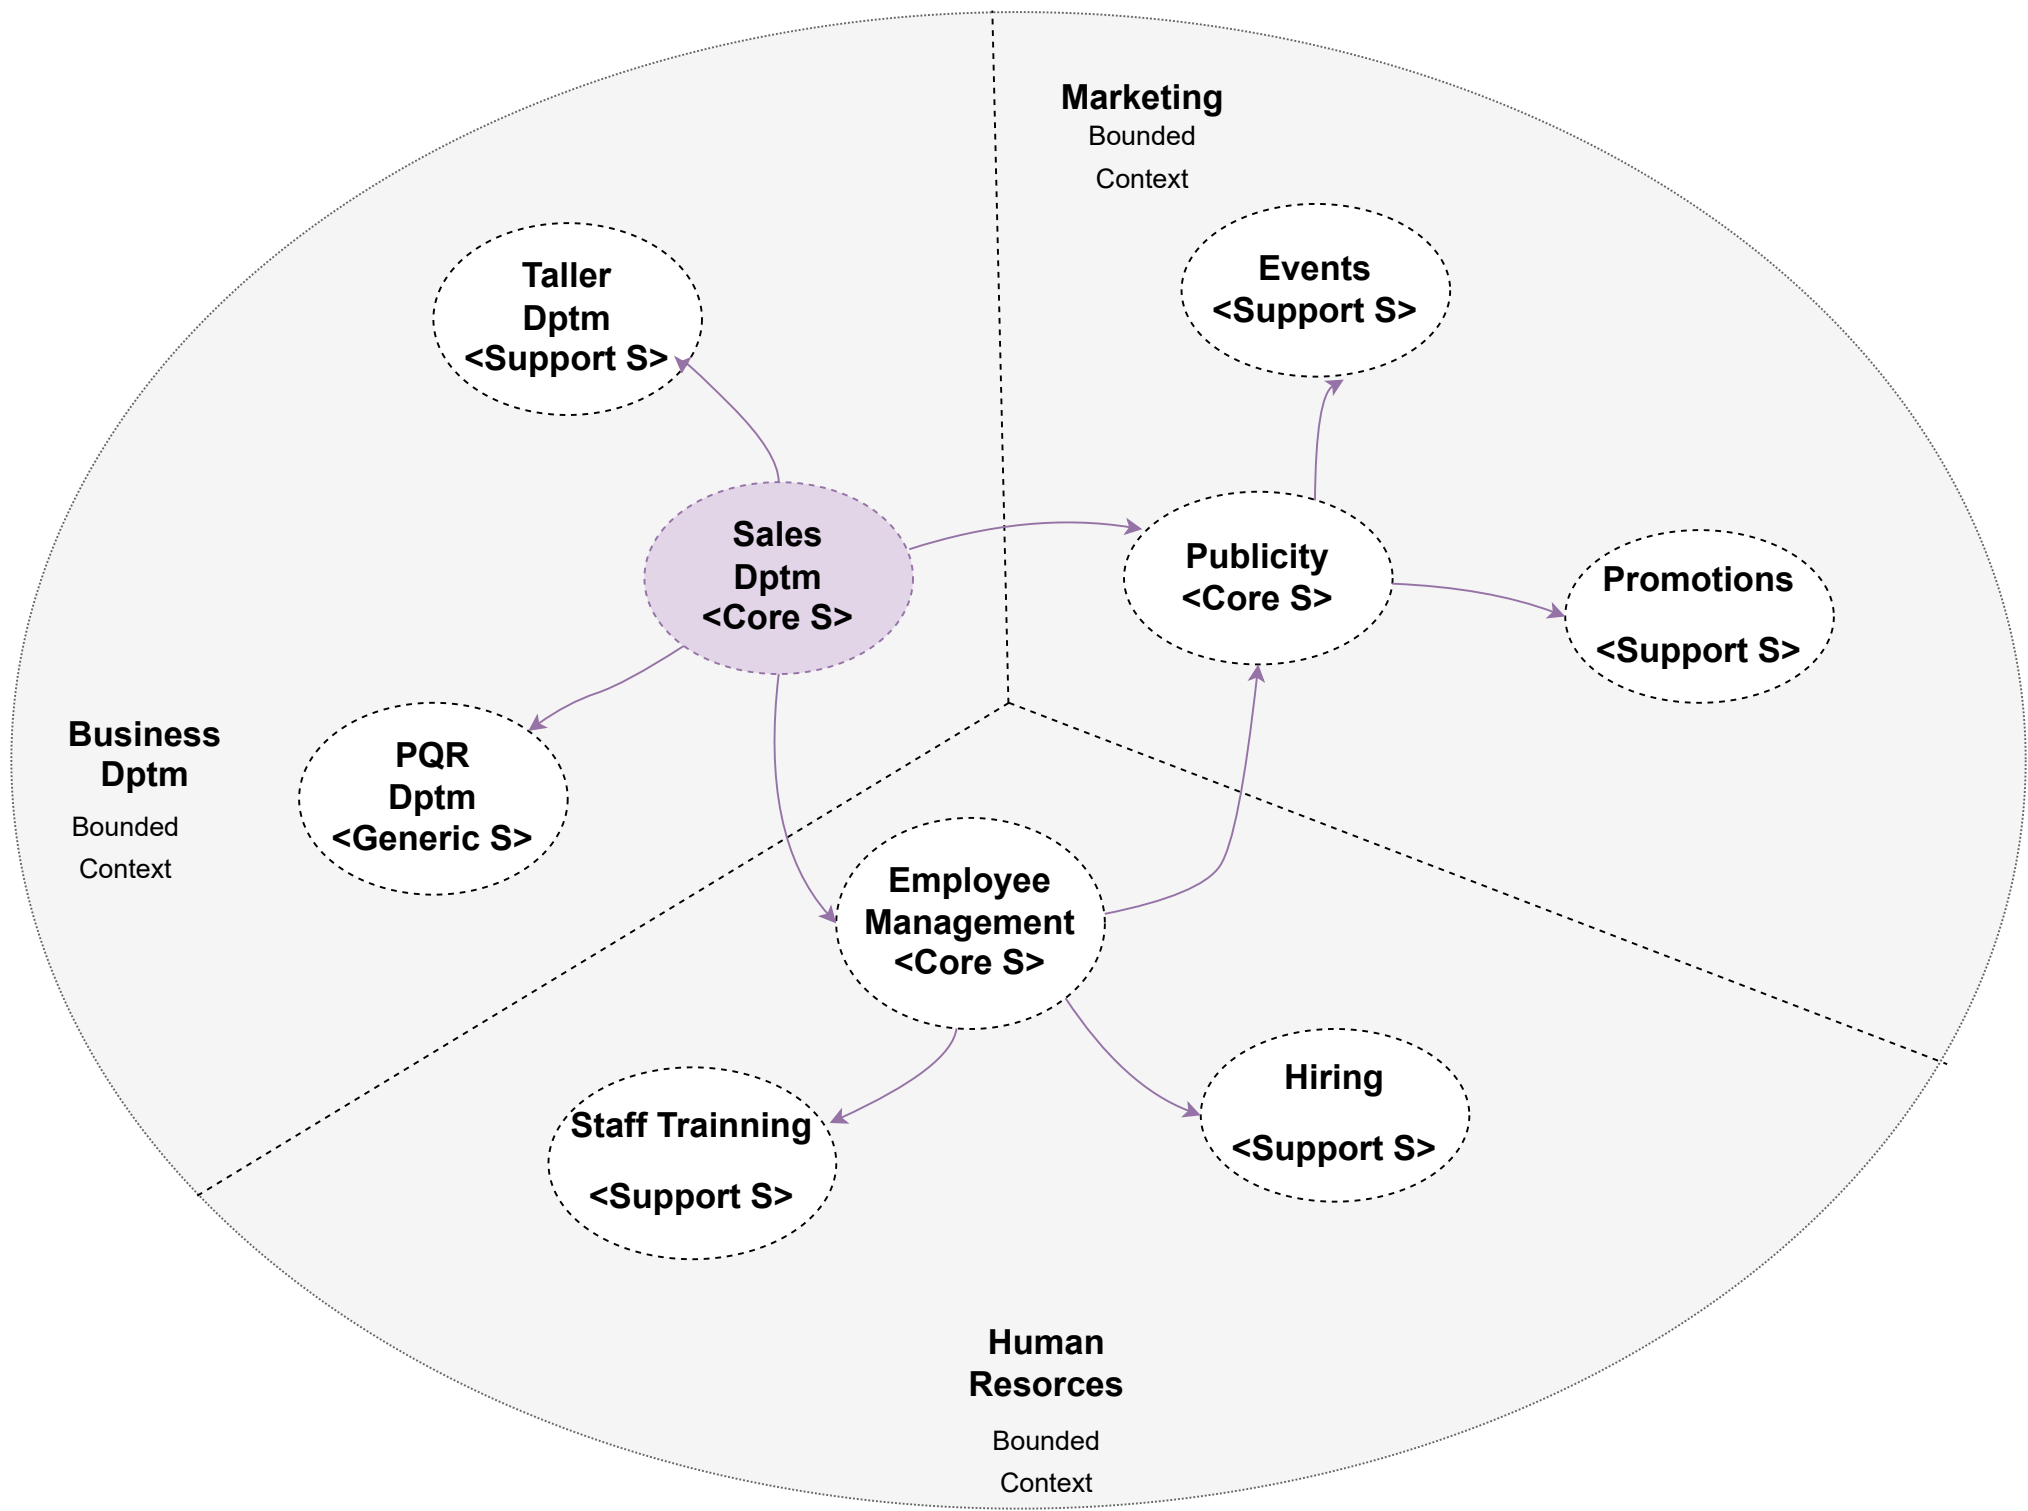 Marketing
Bounded
Context
Taller
Dptm
<Support S>
Events
<Support S>
Sales
Dptm
<Core S>
Publicity
<Core S>
Promotions
<Support S>
Business
Dptm
Bounded
Context
PQR
Dptm
<Generic S>
Employee
Management
<Core S>
Staff Trainning
<Support S>
Hiring
<Support S>
Human
Resorces
Bounded
Context